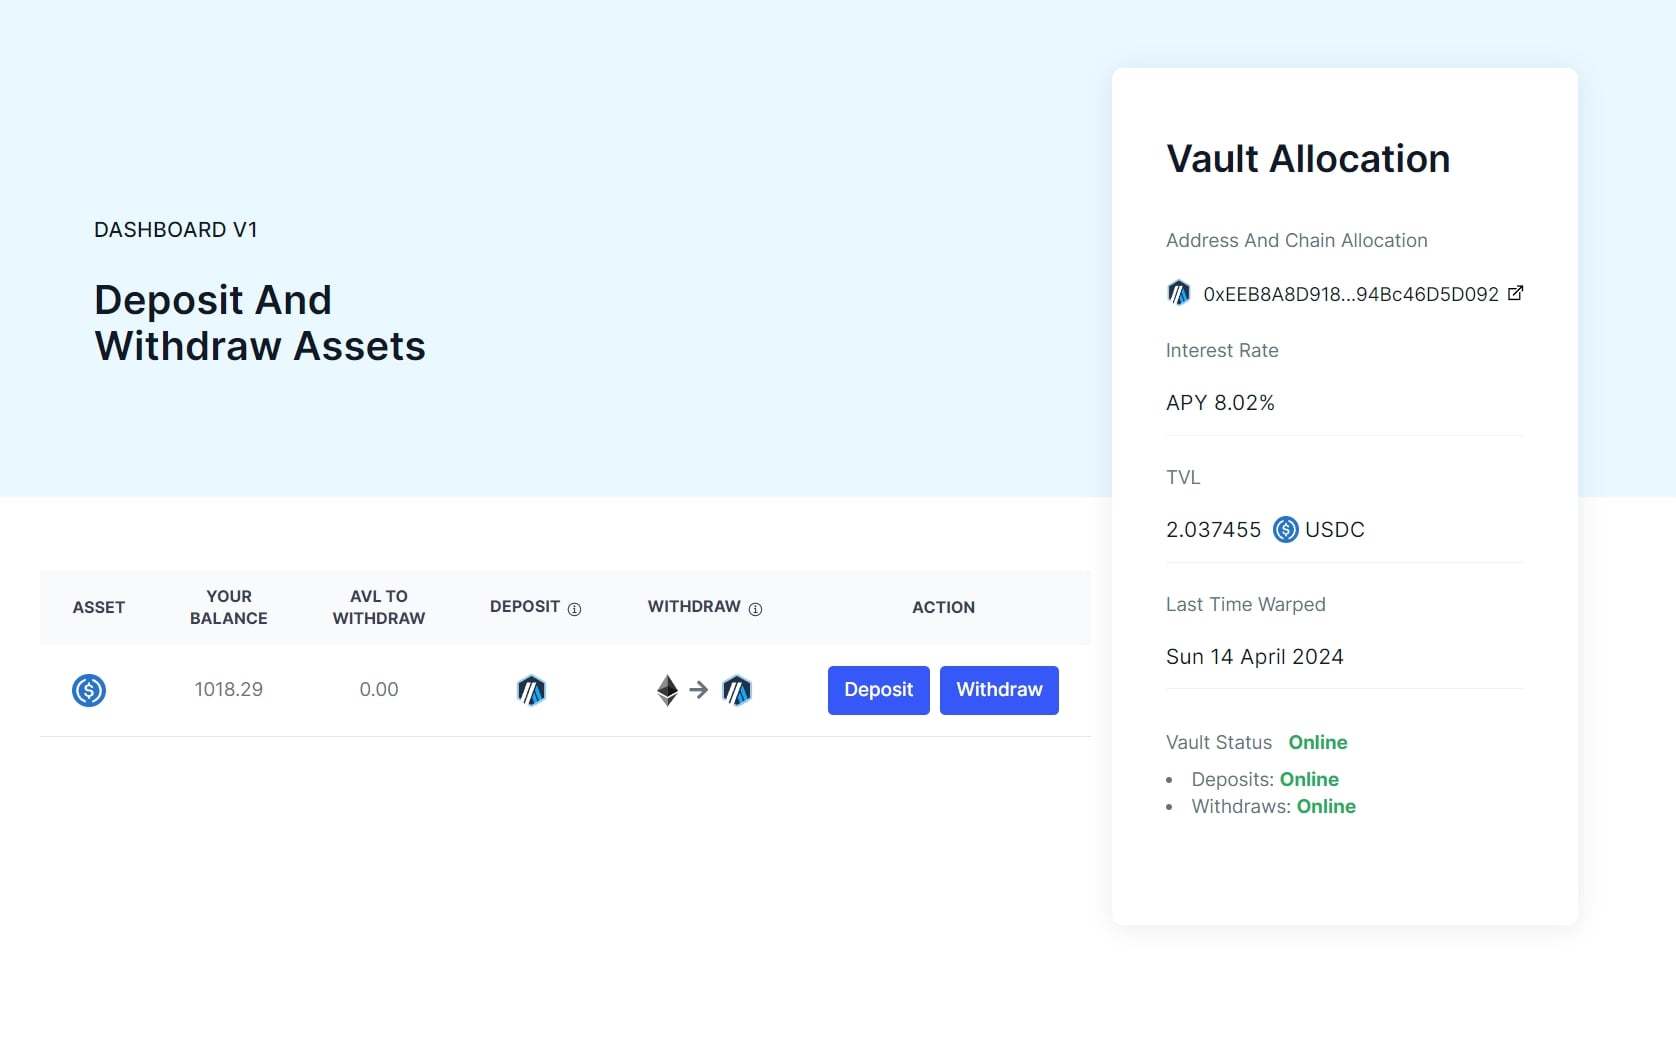 DASHBOARD V1
Deposit And
Withdraw Assets
ASSET
YOUR
BALANCE
AVL TO
WITHDRAW
DEPOSIT
WITHDRAW
ACTION
1018.29
0.00
Deposit
Withdraw
Vault Allocation
Address And Chain Allocation
0xEEB8A8D918...94Bc46D5D092
Interest Rate
APY 8.02%
TVL
2.037455 USDC
Last Time Warped
Sun 14 April 2024
Vault Status Online
• Deposits: Online
• Withdraws: Online